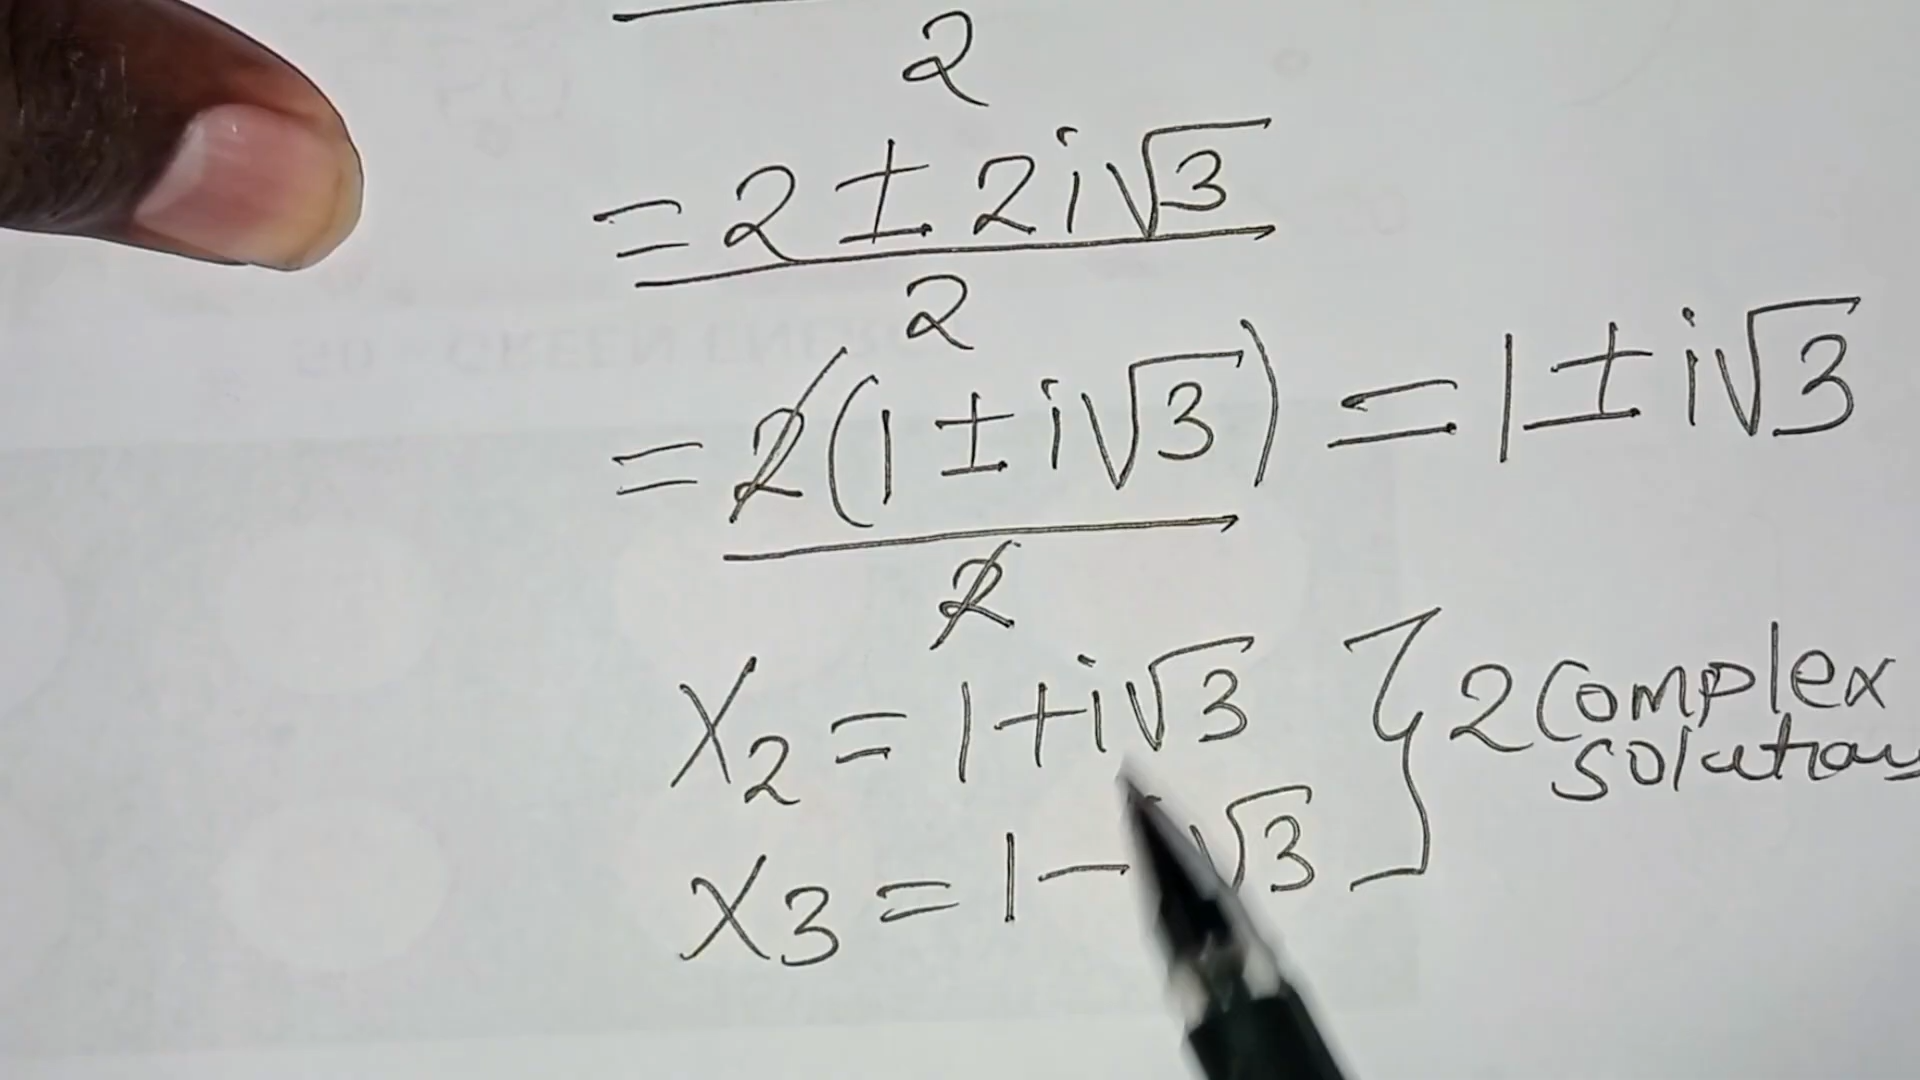 2
= 2 ± 2i√3
2
= 2(1 ± i√3) = 1 ± i√3
2
X2 = 1+i√3 } 2 complex
solutions
X3 = 1 - √3